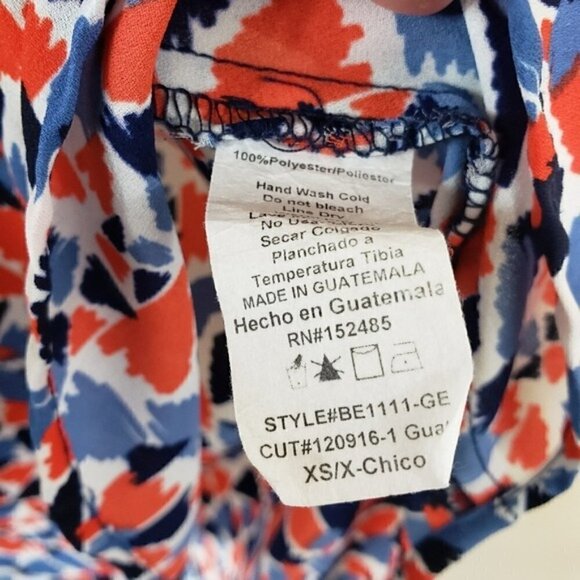 100%Polyester/Poliester
Hand Wash Cold
Do not bleach
Line Dry
No Use
Secar Colgado
Planchado a
Temperatura Tibia
MADE IN GUATEMALA
Hecho en Guatemala
RN#152485
STYLE#BE1111-GE
CUT#120916-1 Gua
XS/X-Chico